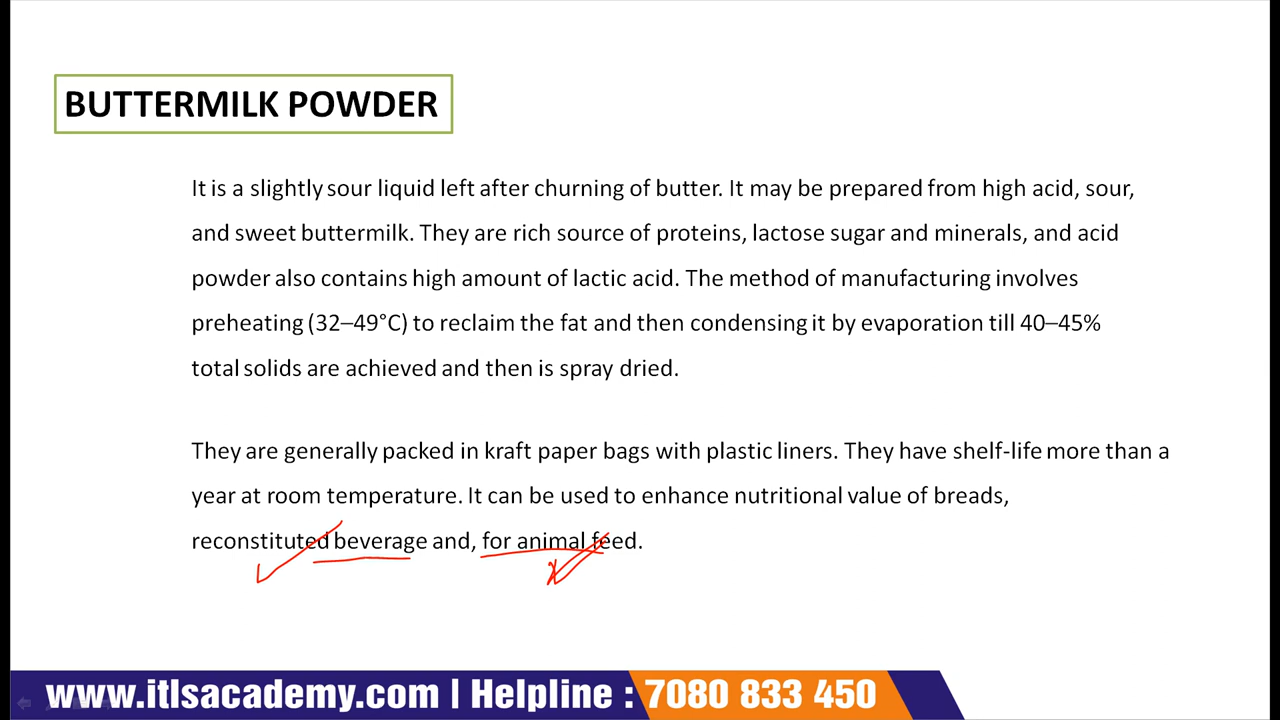 BUTTERMILK POWDER
It is a slightly sour liquid left after churning of butter. It may be prepared from high acid, sour,
and sweet buttermilk. They are rich source of proteins, lactose sugar and minerals, and acid
powder also contains high amount of lactic acid. The method of manufacturing involves
preheating (32–49°C) to reclaim the fat and then condensing it by evaporation till 40–45%
total solids are achieved and then is spray dried.
They are generally packed in kraft paper bags with plastic liners. They have shelf-life more than a
year at room temperature. It can be used to enhance nutritional value of breads,
reconstituted beverage and, for animal feed.
www.itlsacademy.com | Helpline : 7080 833 450